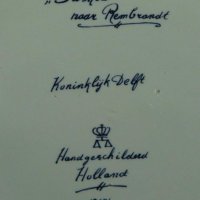 naar Rembrandt
Koninklijk Delft
Handgeschilderd
Holland